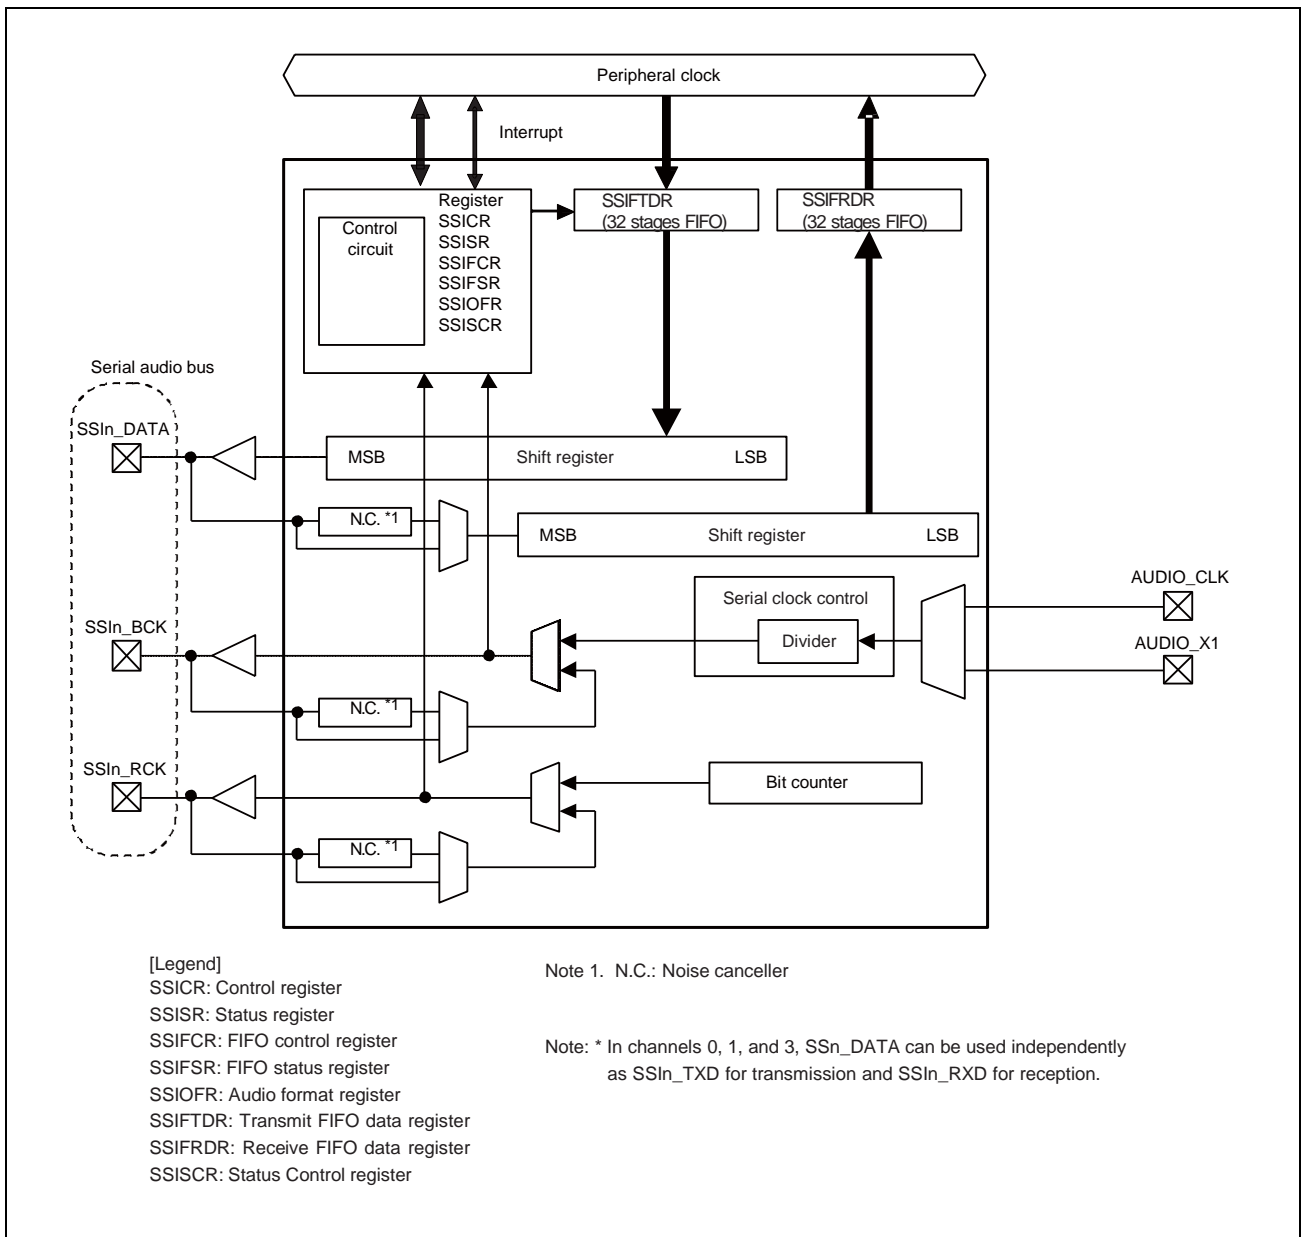 Peripheral clock
Interrupt
Register
SSICR
SSISR
SSIFCR
SSIFSR
SSIOFR
SSISCR
Control
circuit
SSIFTDR
(32 stages FIFO)
SSIFRDR
(32 stages FIFO)
Serial audio bus
SSIn_DATA
MSB Shift register LSB
N.C. *1
MSB Shift register LSB
AUDIO_CLK
Serial clock control
SSIn_BCK
Divider
AUDIO_X1
N.C. *1
SSIn_RCK
Bit counter
N.C. *1
[Legend]
SSICR: Control register
SSISR: Status register
SSIFCR: FIFO control register
SSIFSR: FIFO status register
SSIOFR: Audio format register
SSIFTDR: Transmit FIFO data register
SSIFRDR: Receive FIFO data register
SSISCR: Status Control register
Note 1. N.C.: Noise canceller
Note: * In channels 0, 1, and 3, SSn_DATA can be used independently
as SSIn_TXD for transmission and SSIn_RXD for reception.